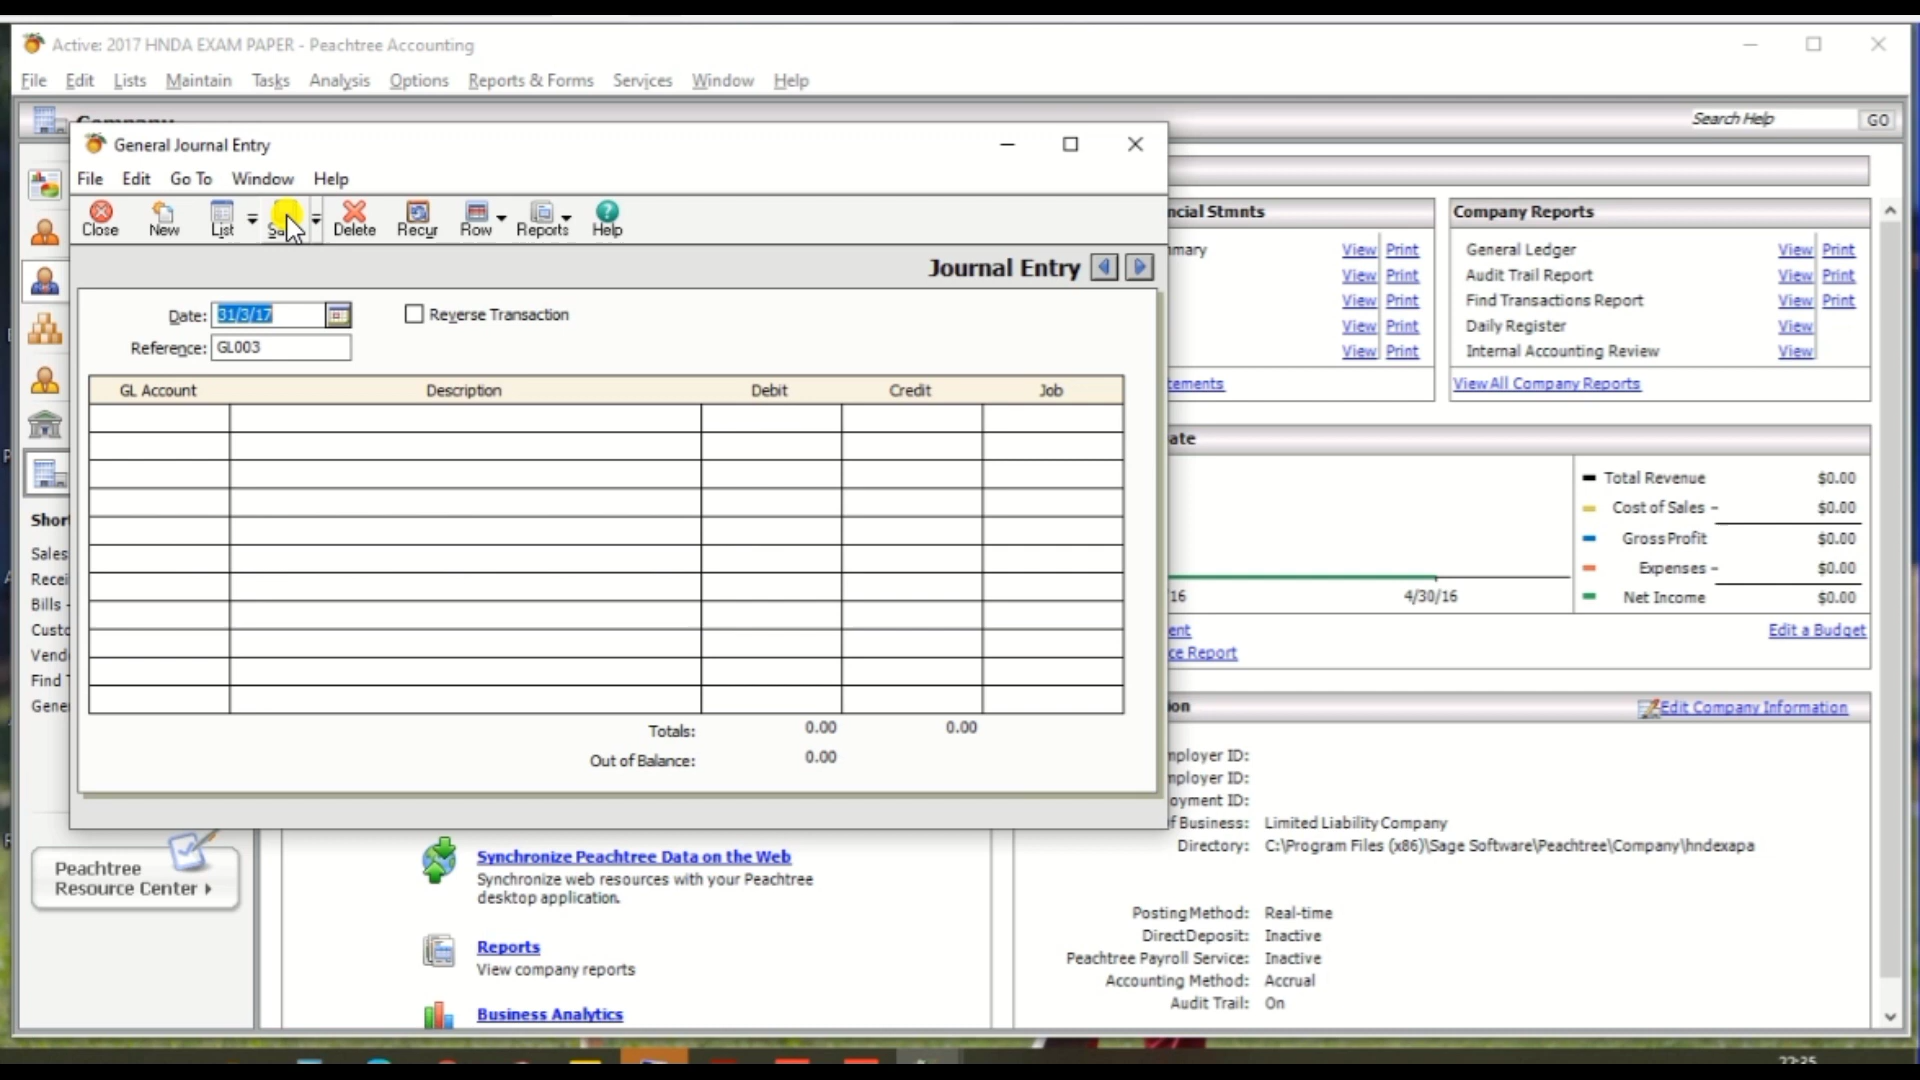 Active: 2017 HNDA EXAM PAPER - Peachtree Accounting
File Edit Lists Maintain Tasks Analysis Options Reports & Forms Services Window Help
Search Help GO
General Journal Entry
File Edit Go To Window Help
Close New List Delete Recur Row Reports Help
Journal Entry
Date: 31/3/17 Reverse Transaction
Reference: GL003
GL Account Description Debit Credit Job
Totals: 0.00 0.00
Out of Balance: 0.00
Sales
Bills -
Find
Peachtree
Resource Center
Synchronize Peachtree Data on the Web
Synchronize web resources with your Peachtree
desktop application.
Reports
View company reports
Business Analytics
ncial Stmnts
mmary View Print
View Print
View Print
View Print
View Print
tements
Company Reports
General Ledger View Print
Audit Trail Report View Print
Find Transactions Report View Print
Daily Register View
Internal Accounting Review View
View All Company Reports
ate
Total Revenue $0.00
Cost of Sales - $0.00
Gross Profit $0.00
Expenses - $0.00
Net Income $0.00
/16 4/30/16
ent Edit a Budget
ce Report
on Edit Company Information
mployer ID:
mployer ID:
oyment ID:
f Business: Limited Liability Company
Directory: C:\Program Files (x86)\Sage Software\Peachtree\Company\hndexapa
Posting Method: Real-time
Direct Deposit: Inactive
Peachtree Payroll Service: Inactive
Accounting Method: Accrual
Audit Trail: On